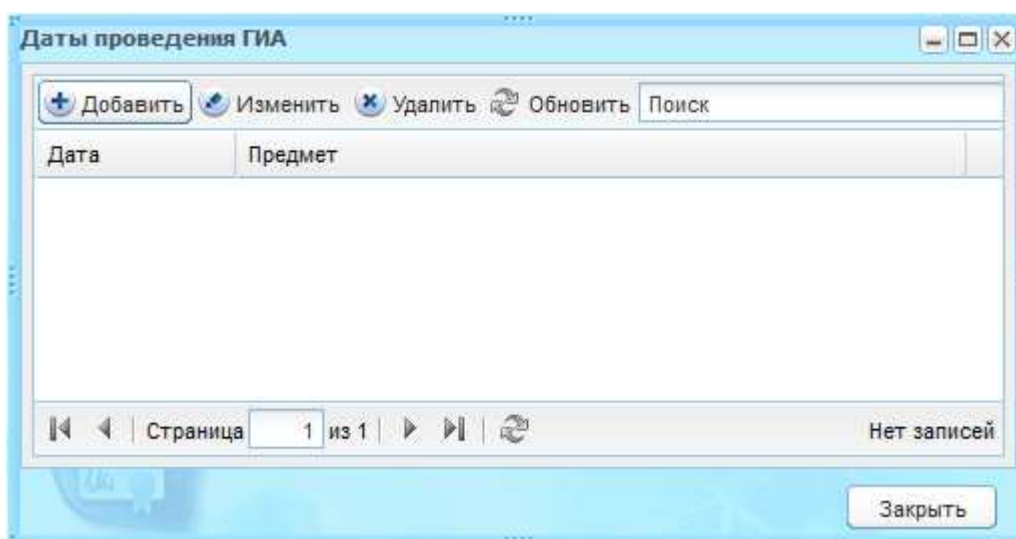 Даты проведения ГИА
Добавить Изменить Удалить Обновить Поиск
Дата Предмет
Страница 1 из 1 Нет записей
Закрыть